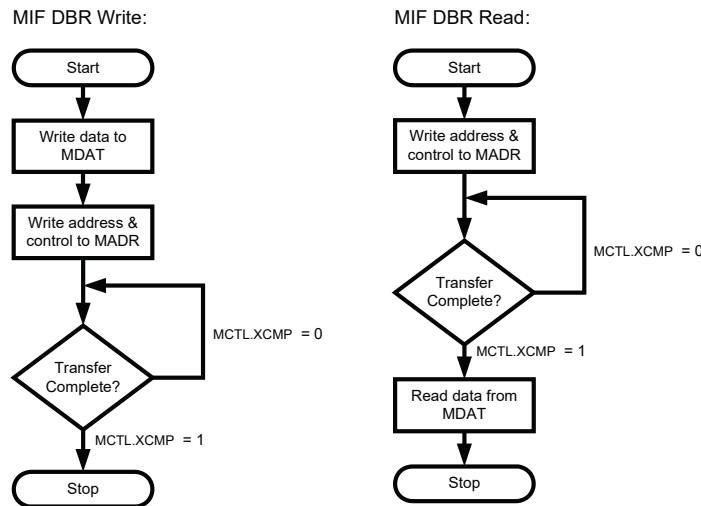 MIF DBR Write:
Start
Write data to
MDAT
Write address &
control to MADR
MCTL.XCMP = 0
Transfer
Complete?
MCTL.XCMP = 1
Stop
MIF DBR Read:
Start
Write address &
control to MADR
MCTL.XCMP = 0
Transfer
Complete?
MCTL.XCMP = 1
Read data from
MDAT
Stop